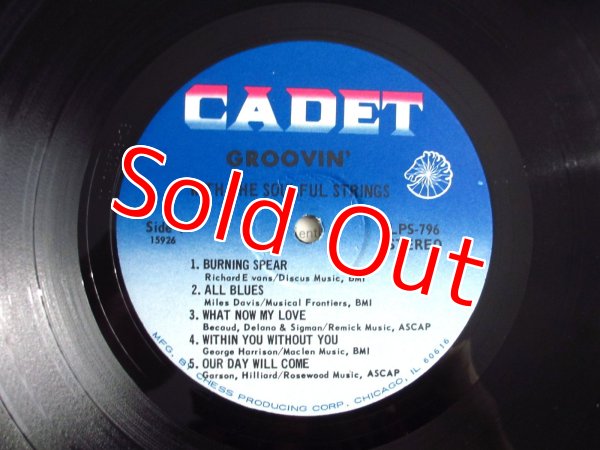 CADET
GROOVIN'
WITH THE SOULFUL STRINGS
Side
15926
LPS-796
STEREO
Sold Out
1. BURNING SPEAR
Richard Evans/Discus Music, BMI
2. ALL BLUES
Miles Davis/Musical Frontiers, BMI
3. WHAT NOW MY LOVE
Becaud, Delano & Sigman/Remick Music, ASCAP
4. WITHIN YOU WITHOUT YOU
George Harrison/Maclen Music, BMI
5. OUR DAY WILL COME
Garson, Hilliard/Rosewood Music, ASCAP
MFG. BY CHESS PRODUCING CORP., CHICAGO, IL 60616